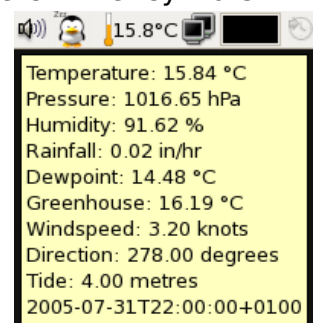 Zzz
15.8°C
Temperature: 15.84 °C
Pressure: 1016.65 hPa
Humidity: 91.62 %
Rainfall: 0.02 in/hr
Dewpoint: 14.48 °C
Greenhouse: 16.19 °C
Windspeed: 3.20 knots
Direction: 278.00 degrees
Tide: 4.00 metres
2005-07-31T22:00:00+0100